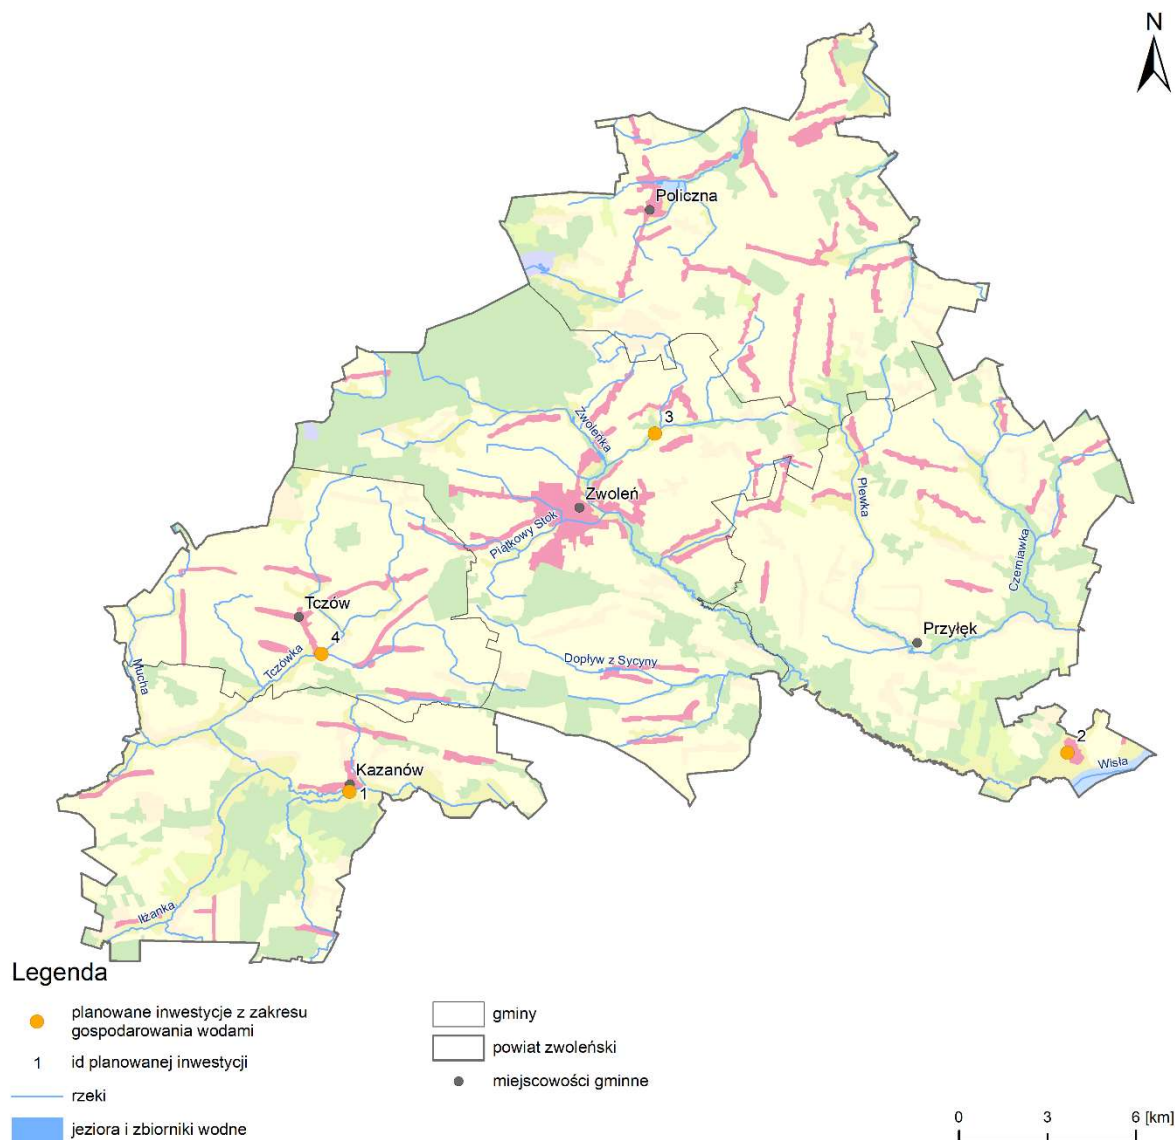 N
Policzna
3
Zwoleńka
Zwoleń
Piątkowy Stok
Plewka
Czerniawka
Tczów
4
Tczówka
Mucha
Przyłęk
Dopływ z Sycyny
2
Wisła
Kazanów
1
Iłżanka
Legenda
planowane inwestycje z zakresu
gospodarowania wodami
1 id planowanej inwestycji
rzeki
jeziora i zbiorniki wodne
gminy
powiat zwoleński
miejscowości gminne
0 3 6 [km]